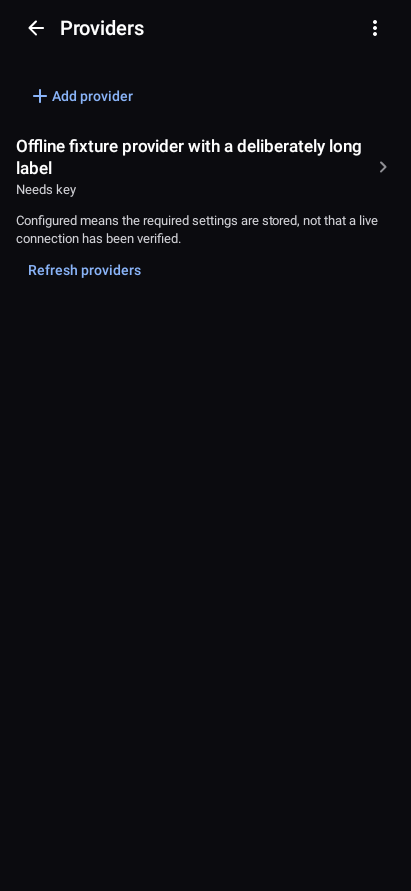 Providers
Add provider
Offline fixture provider with a deliberately long
label
Needs key
Configured means the required settings are stored, not that a live
connection has been verified.
Refresh providers